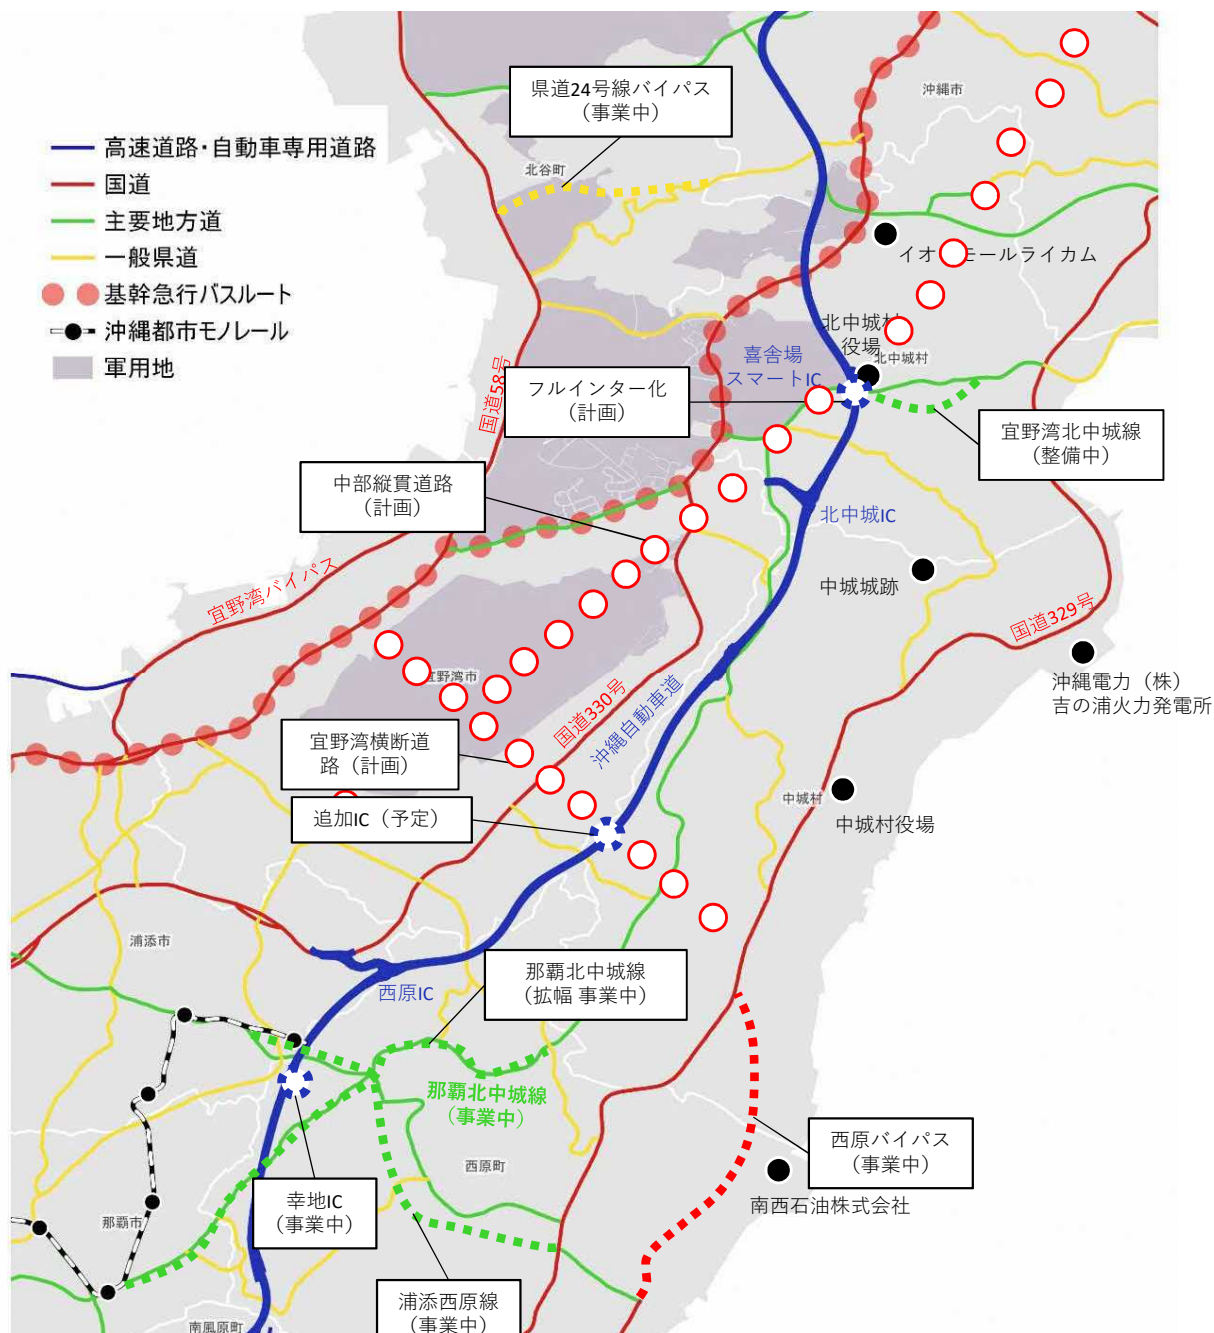 県道24号線バイパス
（事業中）
沖縄市
高速道路・自動車専用道路
国道
主要地方道
一般県道
基幹急行バスルート
沖縄都市モノレール
軍用地
北谷町
イオンモールライカム
北中城村
役場
北中城村
喜舎場
スマートIC
国道58号
フルインター化
（計画）
宜野湾北中城線
（整備中）
中部縦貫道路
（計画）
北中城IC
中城城跡
宜野湾バイパス
国道329号
沖縄電力（株）
吉の浦火力発電所
宜野湾市
国道330号
沖縄自動車道
宜野湾横断道
路（計画）
追加IC（予定）
中城村
中城村役場
浦添市
西原IC
那覇北中城線
（拡幅 事業中）
那覇北中城線
（事業中）
西原町
西原バイパス
（事業中）
南西石油株式会社
幸地IC
（事業中）
那覇市
浦添西原線
（事業中）
南風原町